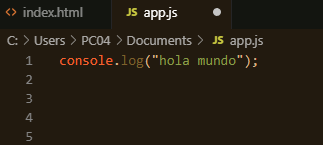 <> index.html JS app.js ●
C: > Users > PC04 > Documents > JS app.js
1 console.log("hola mundo");
2
3
4
5